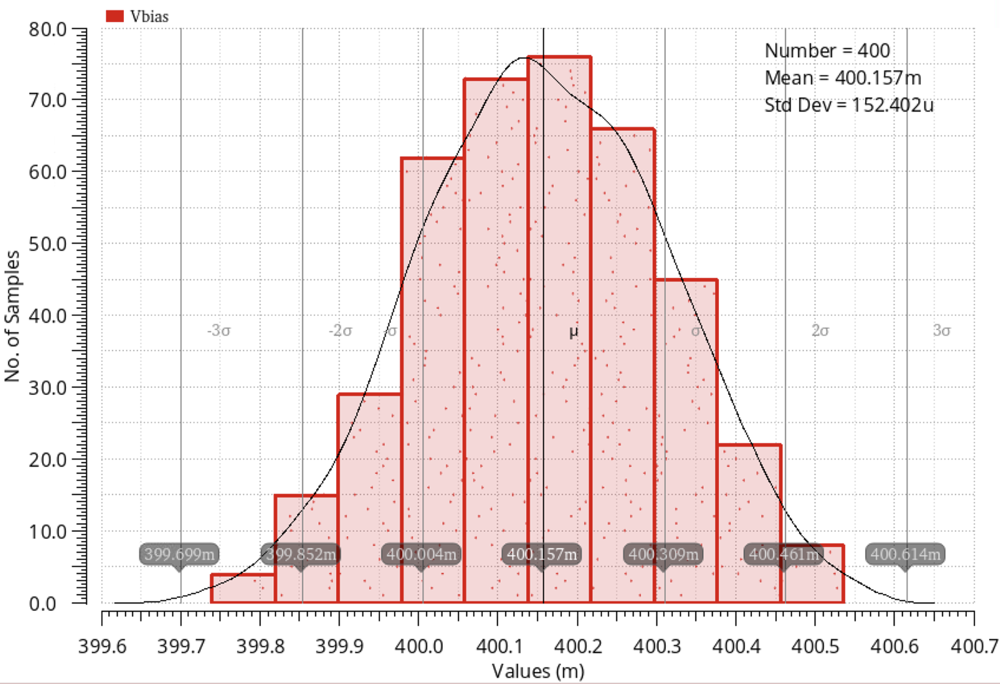 Vbias
80.0
70.0
60.0
50.0
40.0
30.0
20.0
10.0
0.0
No. of Samples
Number = 400
Mean = 400.157m
Std Dev = 152.402u
-3σ -2σ -σ μ σ 2σ 3σ
399.699m 399.852m 400.004m 400.157m 400.309m 400.461m 400.614m
399.6 399.7 399.8 399.9 400.0 400.1 400.2 400.3 400.4 400.5 400.6 400.7
Values (m)